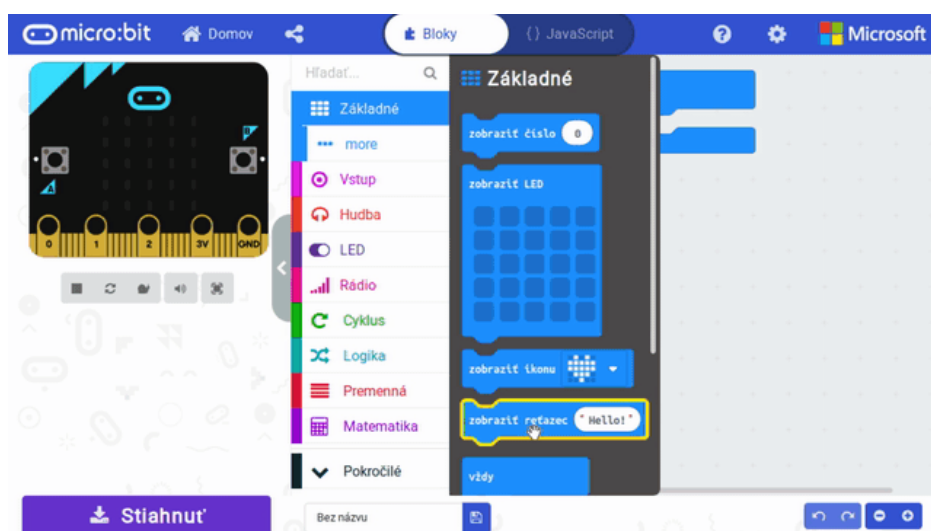 micro:bit
Domov
Bloky
{} JavaScript
Microsoft
Hľadať...
Základné
more
Vstup
Hudba
LED
Rádio
Cyklus
Logika
Premenná
Matematika
Pokročilé
Základné
zobraziť číslo 0
zobraziť LED
zobraziť ikonu
zobraziť reťazec "Hello!"
vždy
B
A
0 1 2 3V GND
Stiahnuť
Bez názvu